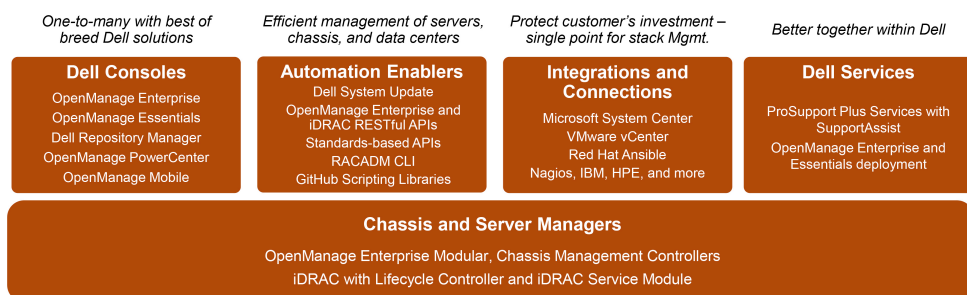 One-to-many with best of
breed Dell solutions
Dell Consoles
OpenManage Enterprise
OpenManage Essentials
Dell Repository Manager
OpenManage PowerCenter
OpenManage Mobile
Efficient management of servers,
chassis, and data centers
Automation Enablers
Dell System Update
OpenManage Enterprise and
iDRAC RESTful APIs
Standards-based APIs
RACADM CLI
GitHub Scripting Libraries
Protect customer’s investment –
single point for stack Mgmt.
Integrations and
Connections
Microsoft System Center
VMware vCenter
Red Hat Ansible
Nagios, IBM, HPE, and more
Better together within Dell
Dell Services
ProSupport Plus Services with
SupportAssist
OpenManage Enterprise and
Essentials deployment
Chassis and Server Managers
OpenManage Enterprise Modular, Chassis Management Controllers
iDRAC with Lifecycle Controller and iDRAC Service Module